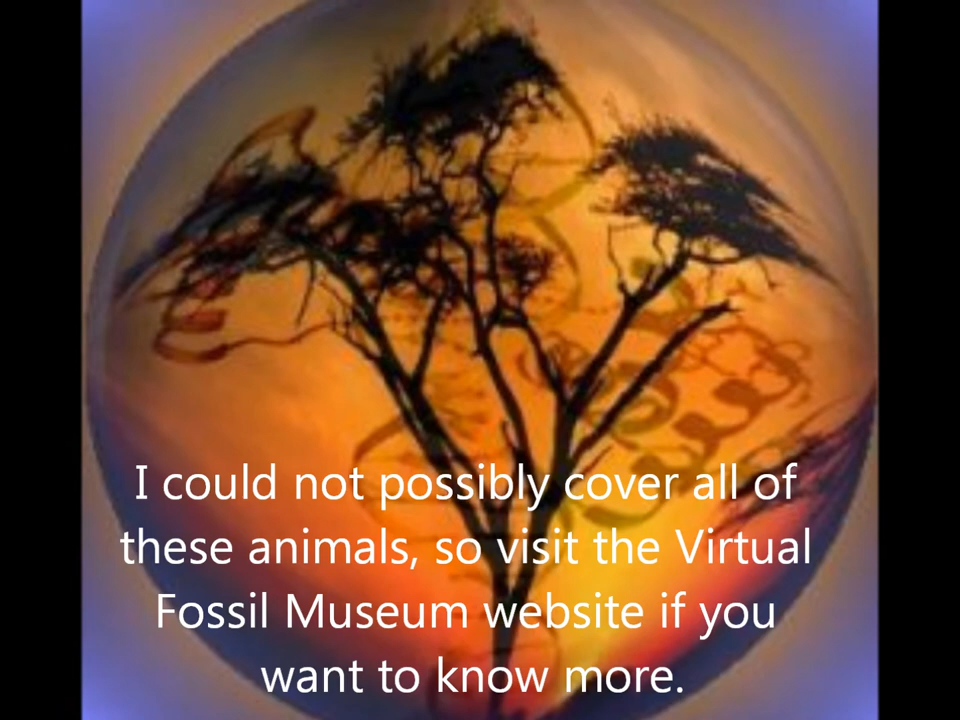 I could not possibly cover all of
these animals, so visit the Virtual
Fossil Museum website if you
want to know more.